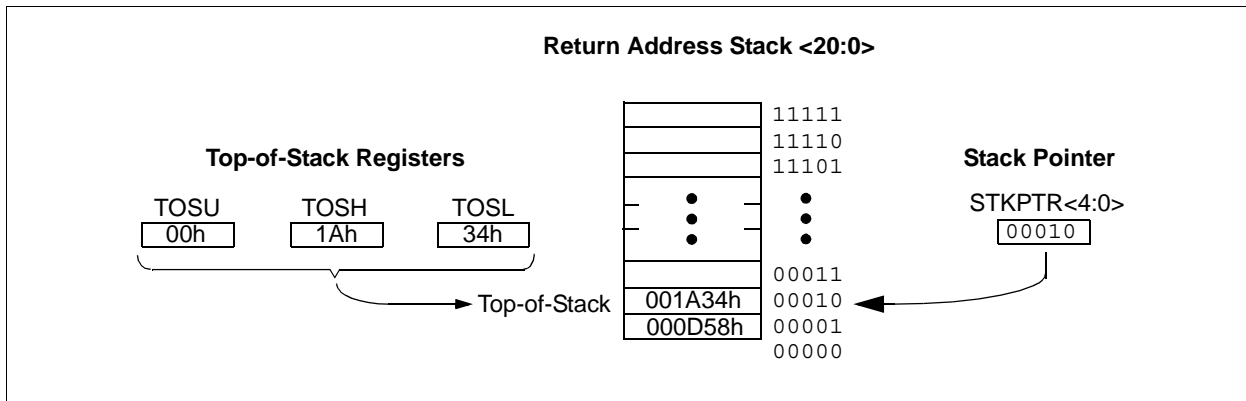 Return Address Stack <20:0>
11111
11110
Top-of-Stack Registers
11101
Stack Pointer
TOSU TOSH TOSL
STKPTR<4:0>
00h 1Ah 34h
00010
00011
Top-of-Stack 001A34h 00010
000D58h 00001
00000